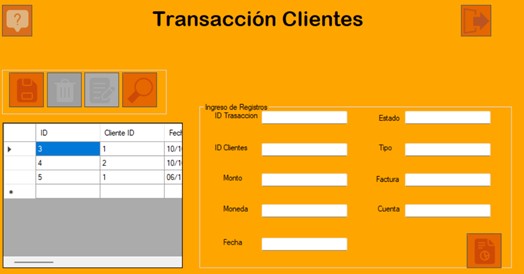 Transacción Clientes
ID Cliente ID Fech
3 1 10/1
4 2 10/1
5 1 06/1
Ingreso de Registros
ID Trasaccion Estado
ID Clientes Tipo
Monto Factura
Moneda Cuenta
Fecha